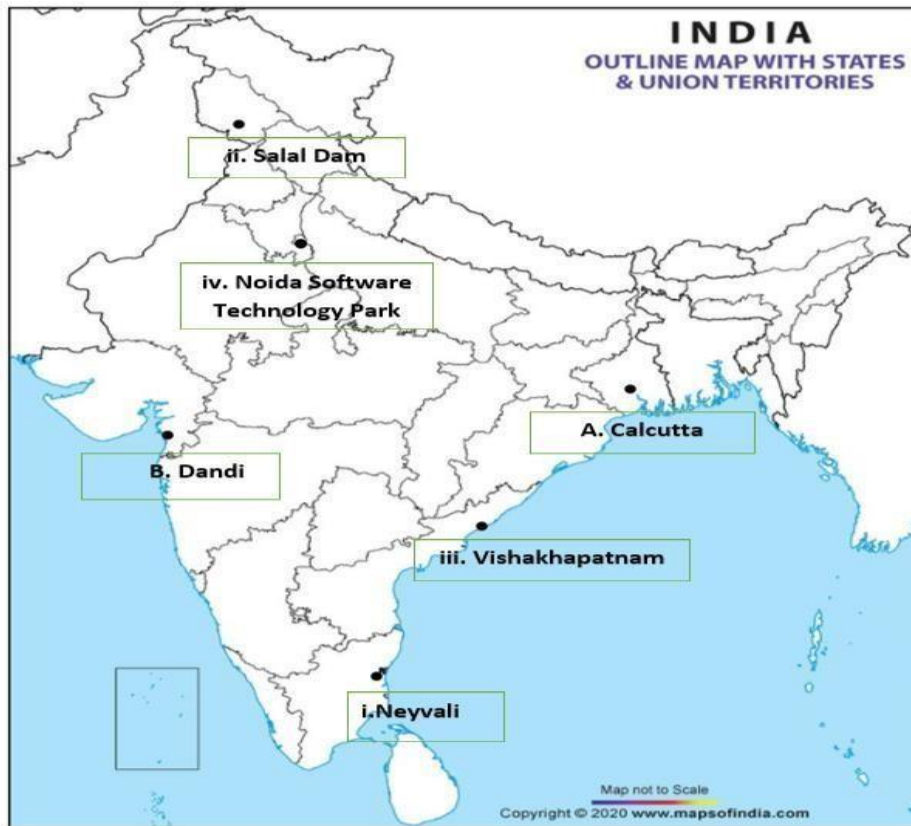 INDIA
OUTLINE MAP WITH STATES
& UNION TERRITORIES
ii. Salal Dam
iv. Noida Software
Technology Park
A. Calcutta
B. Dandi
iii. Vishakhapatnam
i.Neyvali
Map not to Scale
Copyright © 2020 www.mapsofindia.com